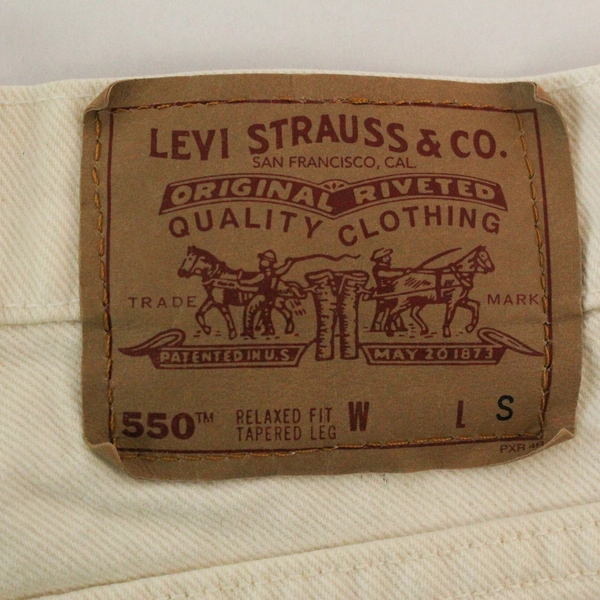 LEVI STRAUSS & CO.
SAN FRANCISCO, CAL.
ORIGINAL RIVETED
QUALITY CLOTHING
TRADE MARK
PATENTED IN U.S. MAY 20 1873
550™ RELAXED FIT W L S
TAPERED LEG